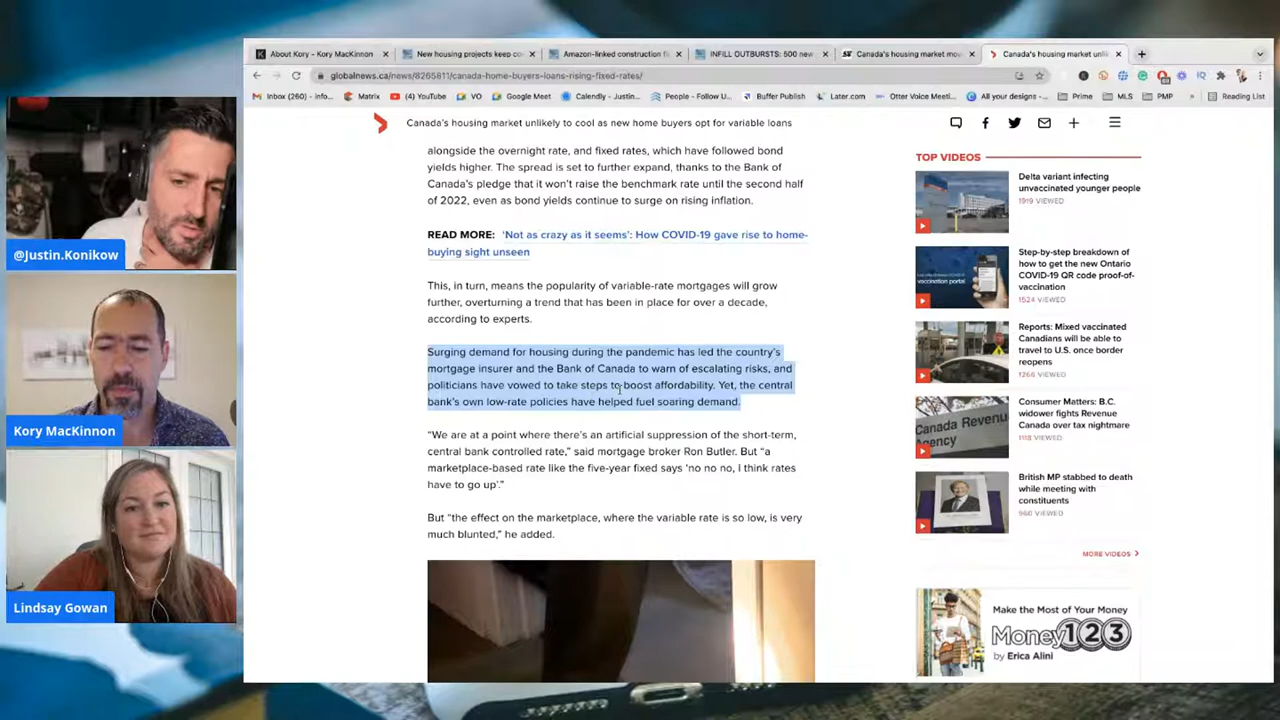 About Kory - Kory MacKinnon
New housing projects keep co
Amazon-linked construction fi
INFILL OUTBURSTS: 500 new
Canada's housing market mov
Canada's housing market unli
globalnews.ca/news/8265811/canada-home-buyers-loans-rising-fixed-rates/
Inbox (260) - info...
Matrix
(4) YouTube
VO
Google Meet
Calendly - Justin...
People - Follow U...
Buffer Publish
Later.com
Otter Voice Meeti...
All your designs -...
Prime
MLS
PMP
»
Reading List
Canada's housing market unlikely to cool as new home buyers opt for variable loans
alongside the overnight rate, and fixed rates, which have followed bond
yields higher. The spread is set to further expand, thanks to the Bank of
Canada's pledge that it won't raise the benchmark rate until the second half
of 2022, even as bond yields continue to surge on rising inflation.
READ MORE: 'Not as crazy as it seems': How COVID-19 gave rise to home-
buying sight unseen
This, in turn, means the popularity of variable-rate mortgages will grow
further, overturning a trend that has been in place for over a decade,
according to experts.
Surging demand for housing during the pandemic has led the country's
mortgage insurer and the Bank of Canada to warn of escalating risks, and
politicians have vowed to take steps to boost affordability. Yet, the central
bank's own low-rate policies have helped fuel soaring demand.
"We are at a point where there's an artificial suppression of the short-term,
central bank controlled rate," said mortgage broker Ron Butler. But "a
marketplace-based rate like the five-year fixed says 'no no no, I think rates
have to go up'."
But "the effect on the marketplace, where the variable rate is so low, is very
much blunted," he added.
TOP VIDEOS
Delta variant infecting
unvaccinated younger people
1919 VIEWED
Step-by-step breakdown of
how to get the new Ontario
COVID-19 QR code proof-of-
vaccination
1524 VIEWED
Reports: Mixed vaccinated
Canadians will be able to
travel to U.S. once border
reopens
1266 VIEWED
Consumer Matters: B.C.
widower fights Revenue
Canada over tax nightmare
1118 VIEWED
Canada Revenue
Agency
British MP stabbed to death
while meeting with
constituents
960 VIEWED
MORE VIDEOS
Make the Most of Your Money
Money123
by Erica Alini
@Justin.Konikow
Kory MacKinnon
Lindsay Gowan